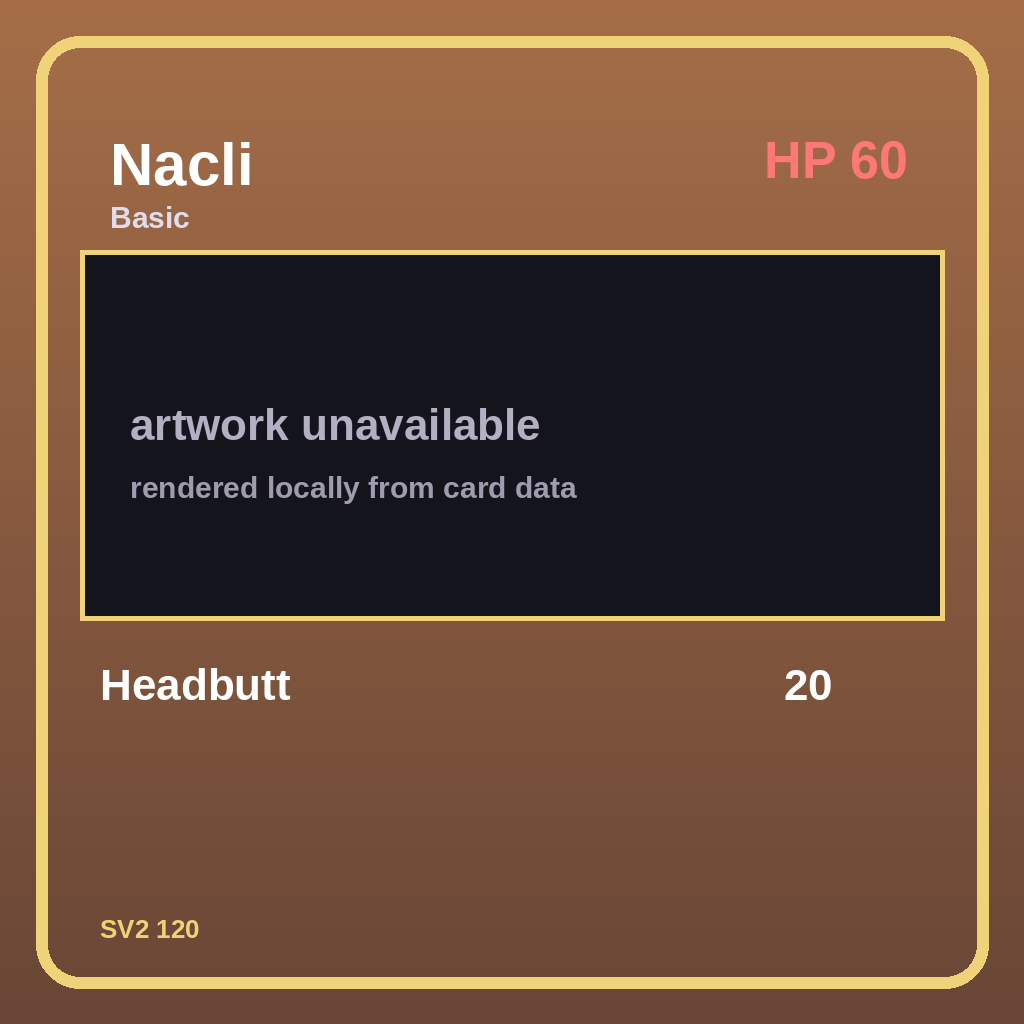 Nacli
HP 60
Basic
artwork unavailable
rendered locally from card data
Headbutt 20
SV2 120